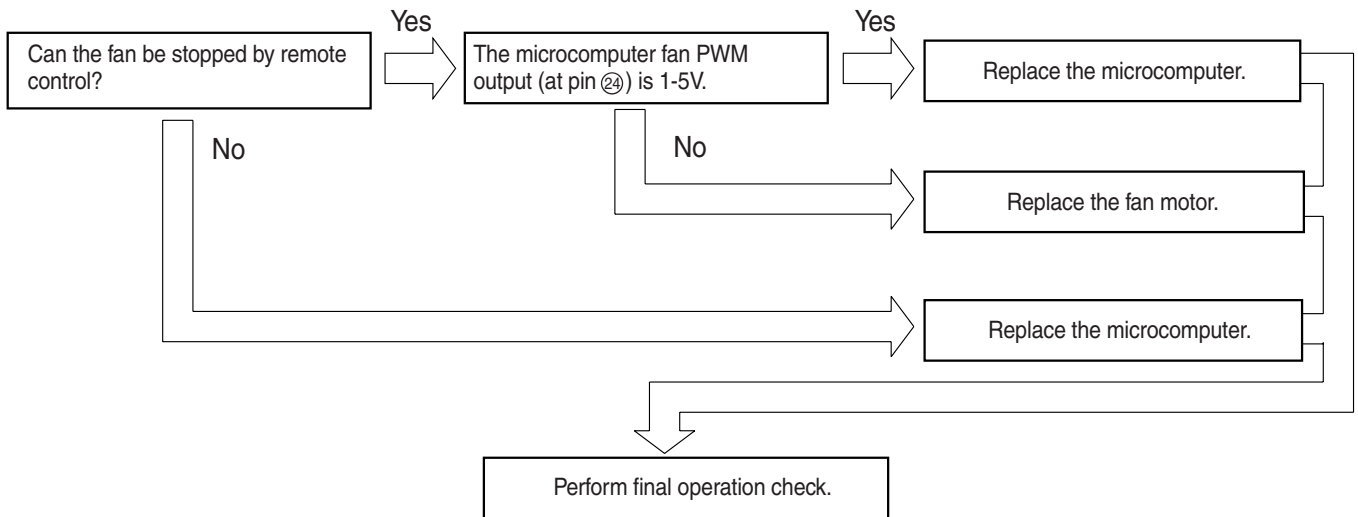 Yes
Yes
Can the fan be stopped by remote
control?
The microcomputer fan PWM
output (at pin ㉔) is 1-5V.
Replace the microcomputer.
No
No
Replace the fan motor.
Replace the microcomputer.
Perform final operation check.